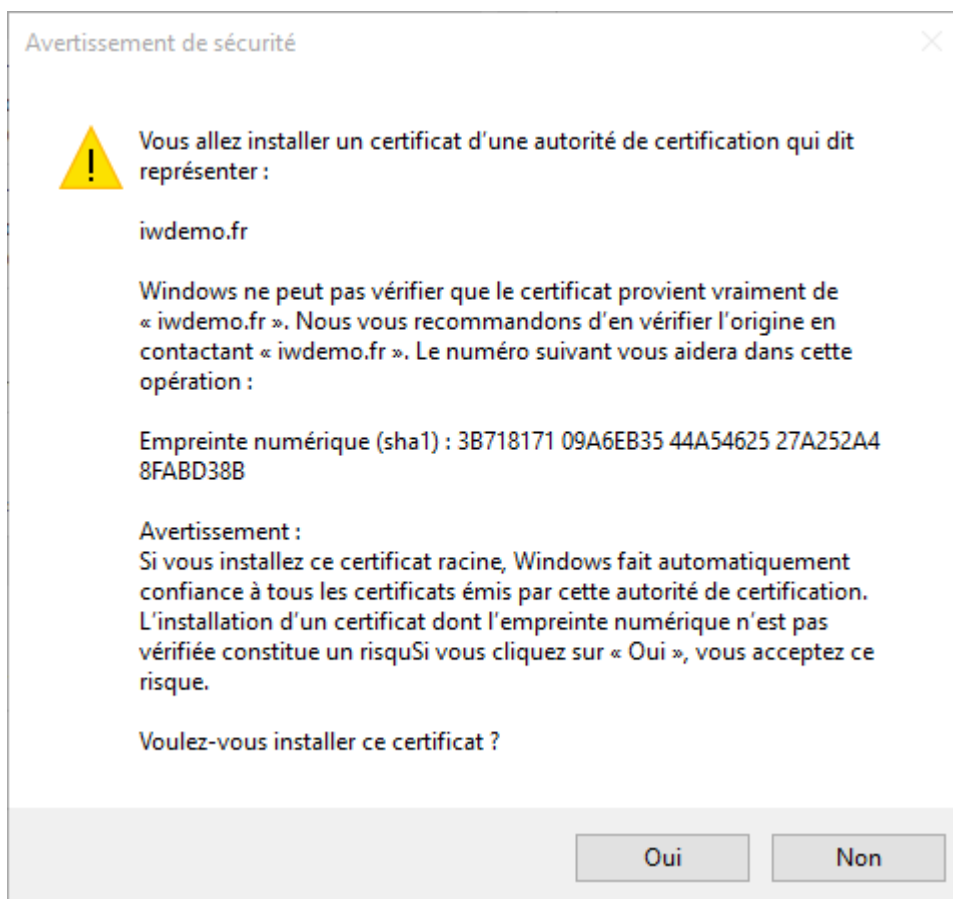 Avertissement de sécurité
Vous allez installer un certificat d’une autorité de certification qui dit
représenter :
iwdemo.fr
Windows ne peut pas vérifier que le certificat provient vraiment de
« iwdemo.fr ». Nous vous recommandons d’en vérifier l’origine en
contactant « iwdemo.fr ». Le numéro suivant vous aidera dans cette
opération :
Empreinte numérique (sha1) : 3B718171 09A6EB35 44A54625 27A252A4
8FABD38B
Avertissement :
Si vous installez ce certificat racine, Windows fait automatiquement
confiance à tous les certificats émis par cette autorité de certification.
L’installation d’un certificat dont l’empreinte numérique n’est pas
vérifiée constitue un risquSi vous cliquez sur « Oui », vous acceptez ce
risque.
Voulez-vous installer ce certificat ?
Oui Non